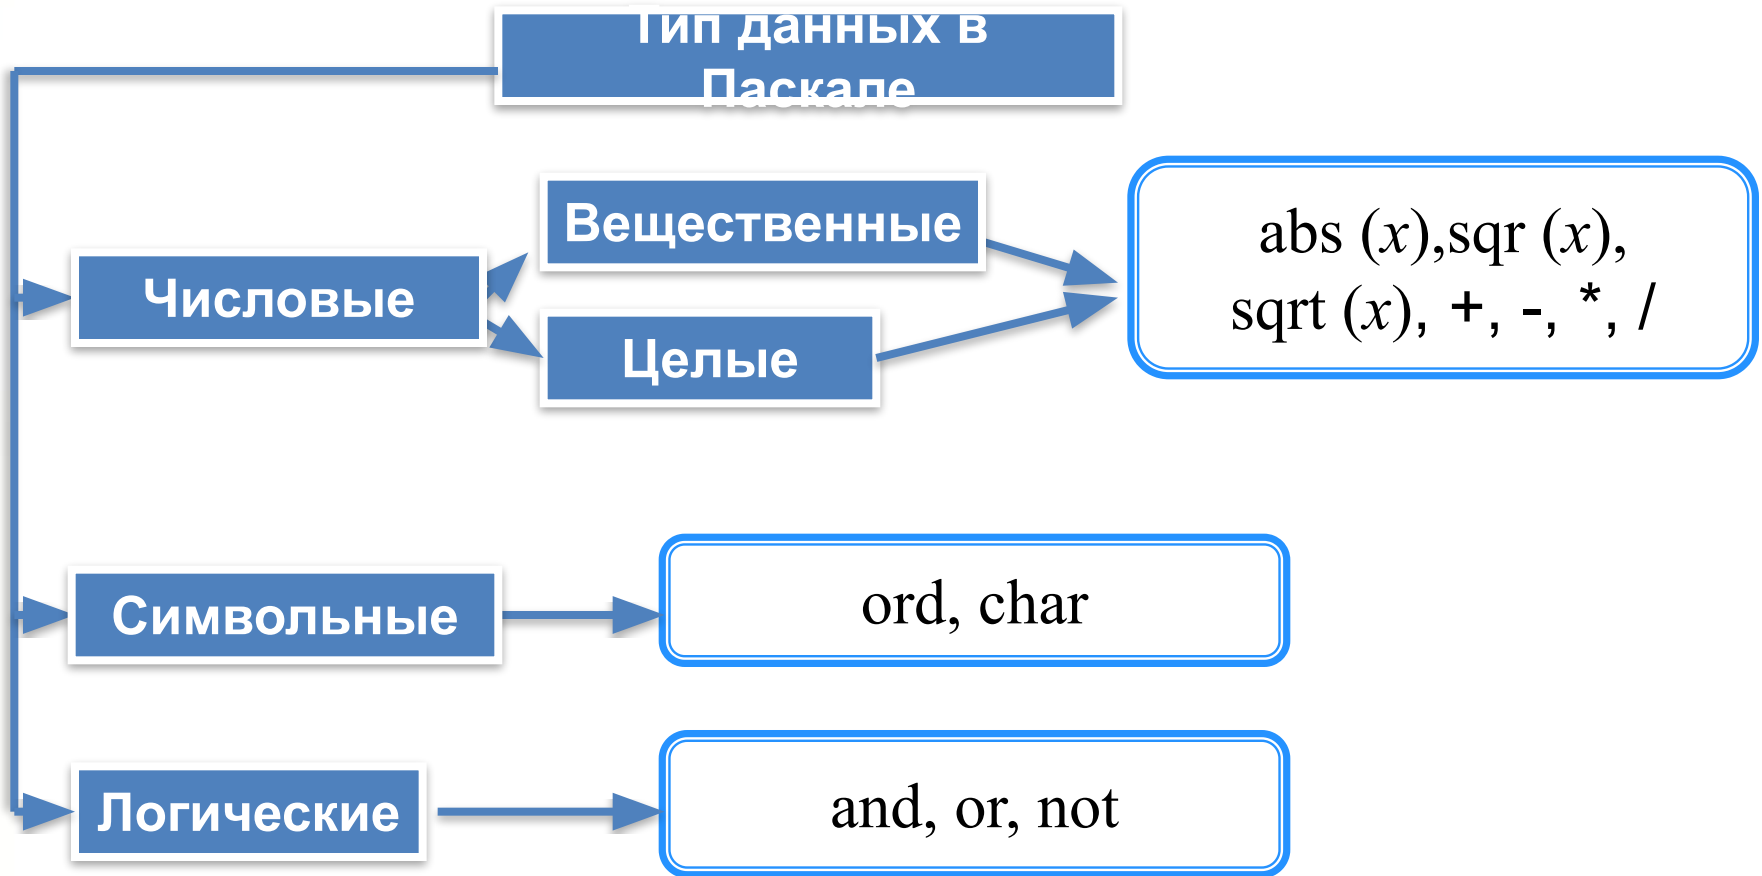 Тип данных в
Паскале
Вещественные
abs (x),sqr (x),
sqrt (x), +, -, *, /
Числовые
Целые
Символьные
ord, char
Логические
and, or, not